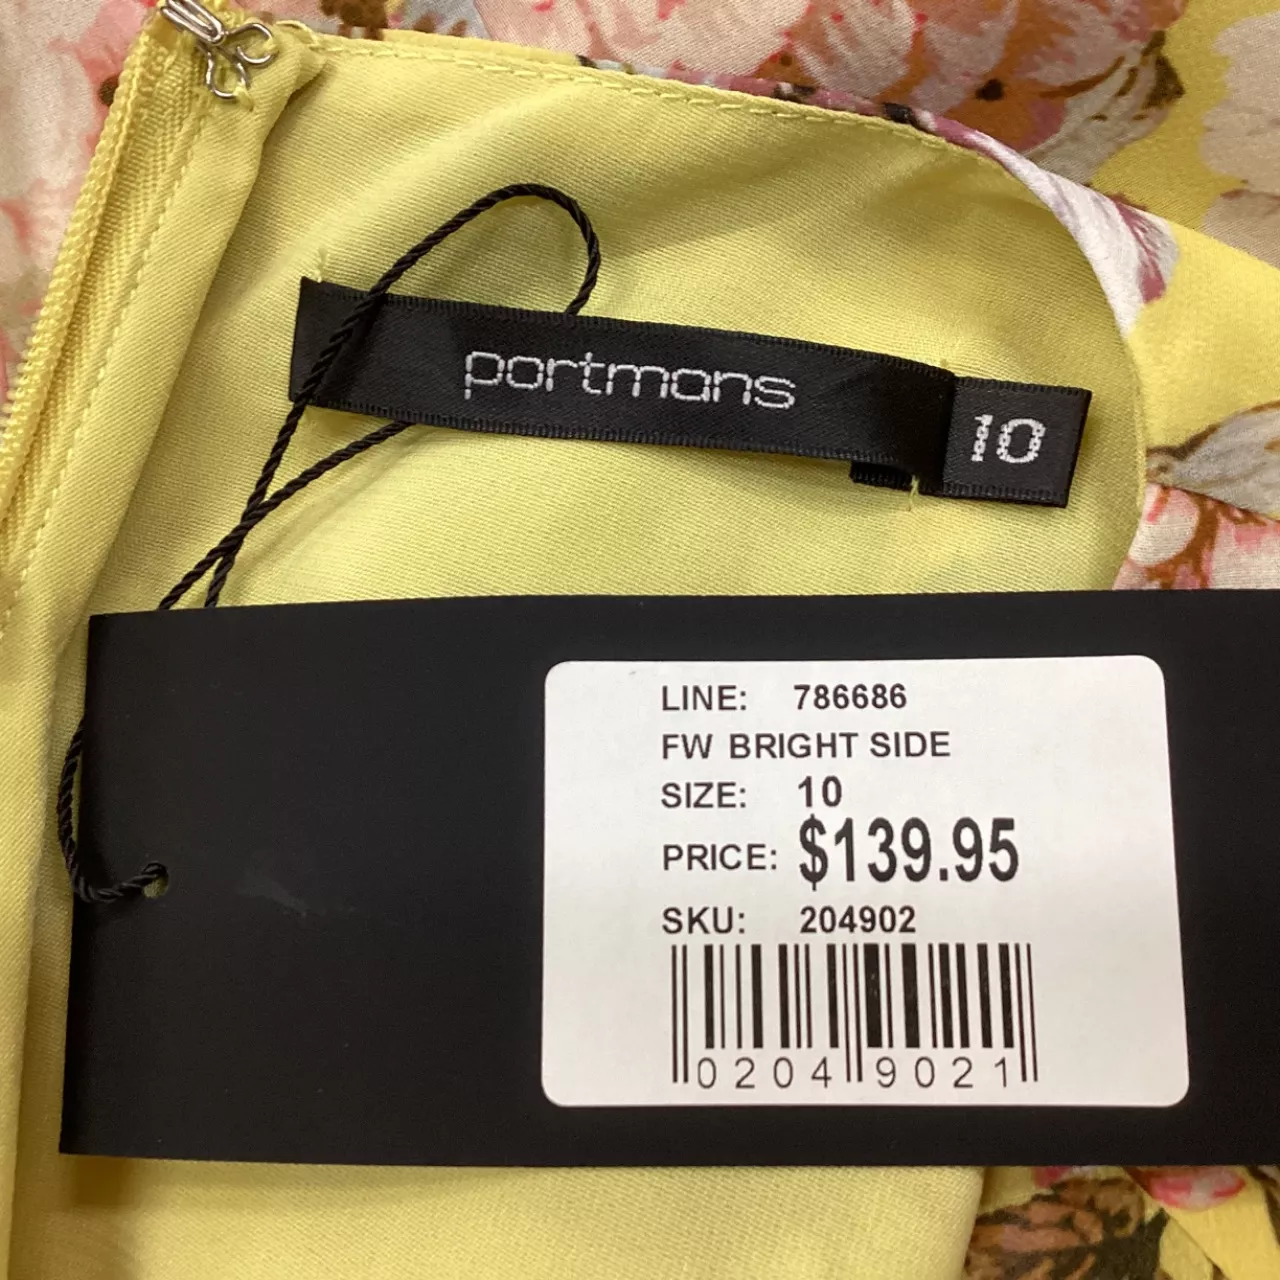 portmans
10
LINE: 786686
FW BRIGHT SIDE
SIZE: 10
PRICE: $139.95
SKU: 204902
0204 9021